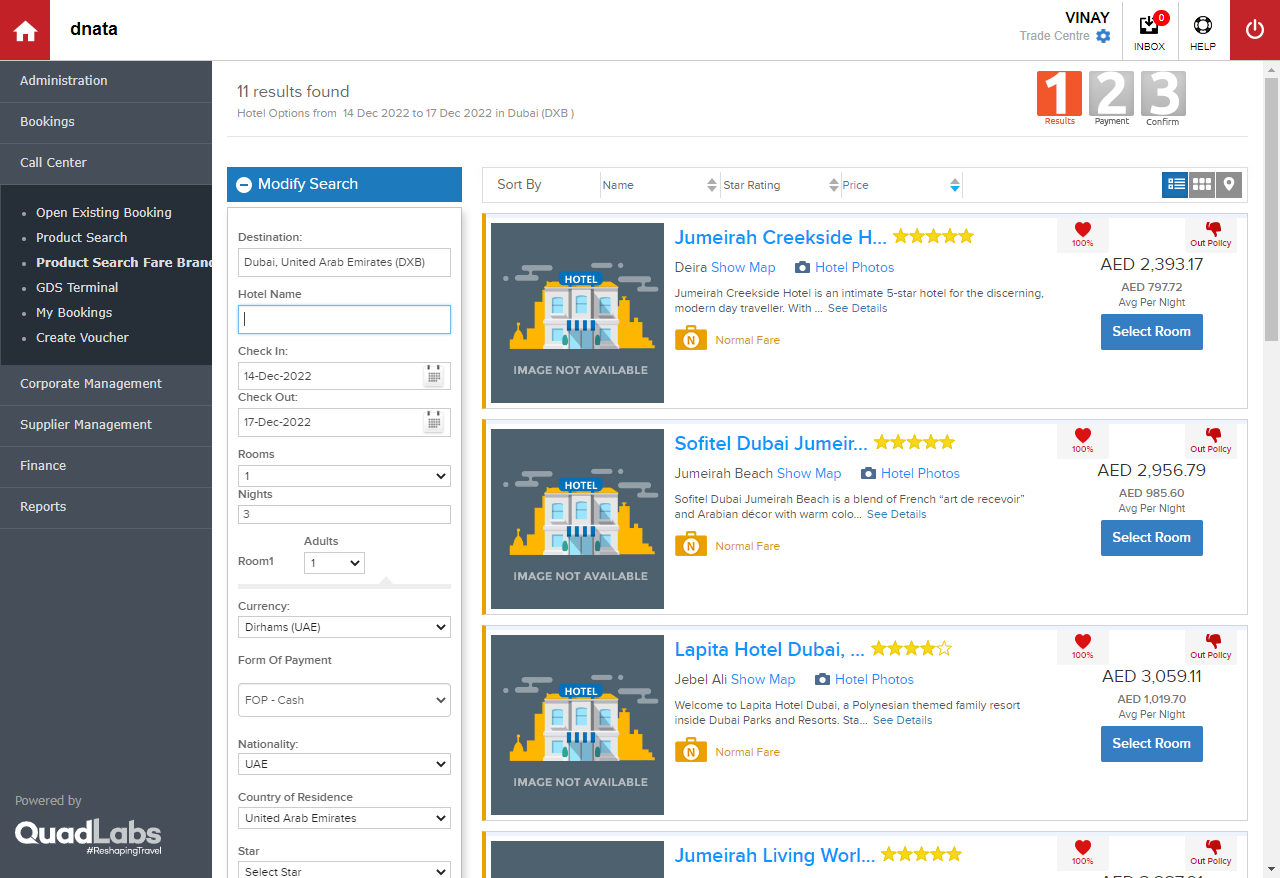 dnata
VINAY
Trade Centre
0
INBOX
HELP
Administration
Bookings
Call Center
Open Existing Booking
Product Search
Product Search Fare Bran
GDS Terminal
My Bookings
Create Voucher
Corporate Management
Supplier Management
Finance
Reports
Powered by
QuadLabs
#ReshapingTravel
11 results found
Hotel Options from 14 Dec 2022 to 17 Dec 2022 in Dubai (DXB )
1 Results
2 Payment
3 Confirm
Modify Search
Destination:
Dubai, United Arab Emirates (DXB)
Hotel Name
Check In:
14-Dec-2022
Check Out:
17-Dec-2022
Rooms
1
Nights
3
Adults
Room1
1
Currency:
Dirhams (UAE)
Form Of Payment
FOP - Cash
Nationality:
UAE
Country of Residence
United Arab Emirates
Star
Select Star
Sort By
Name
Star Rating
Price
HOTEL
IMAGE NOT AVAILABLE
Jumeirah Creekside H...
Deira Show Map Hotel Photos
Jumeirah Creekside Hotel is an intimate 5-star hotel for the discerning,
modern day traveller. With ... See Details
N Normal Fare
100%
Out Policy
AED 2,393.17
AED 797.72
Avg Per Night
Select Room
HOTEL
IMAGE NOT AVAILABLE
Sofitel Dubai Jumeir...
Jumeirah Beach Show Map Hotel Photos
Sofitel Dubai Jumeirah Beach is a blend of French “art de recevoir”
and Arabian décor with warm colo... See Details
N Normal Fare
100%
Out Policy
AED 2,956.79
AED 985.60
Avg Per Night
Select Room
HOTEL
IMAGE NOT AVAILABLE
Lapita Hotel Dubai, ...
Jebel Ali Show Map Hotel Photos
Welcome to Lapita Hotel Dubai, a Polynesian themed family resort
inside Dubai Parks and Resorts. Sta... See Details
N Normal Fare
100%
Out Policy
AED 3,059.11
AED 1,019.70
Avg Per Night
Select Room
Jumeirah Living Worl...
100%
Out Policy